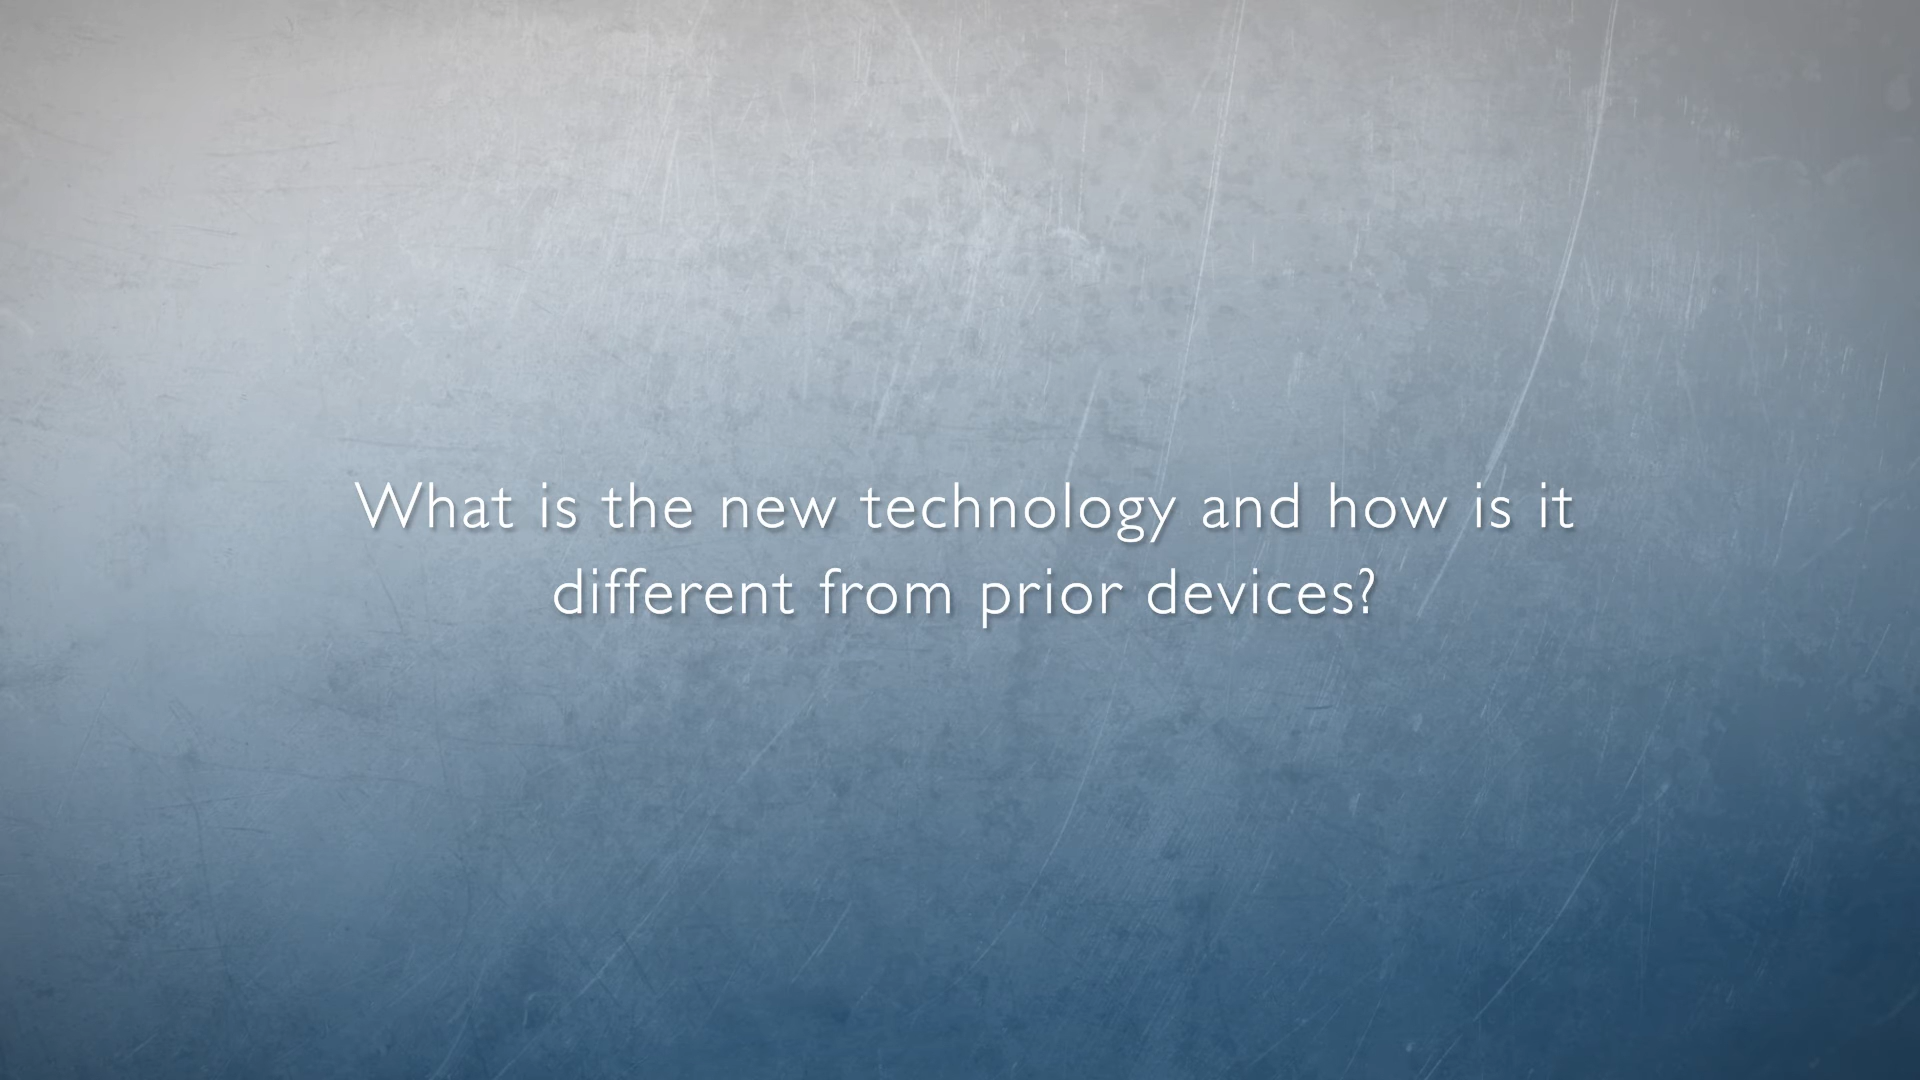 What is the new technology and how is it
different from prior devices?